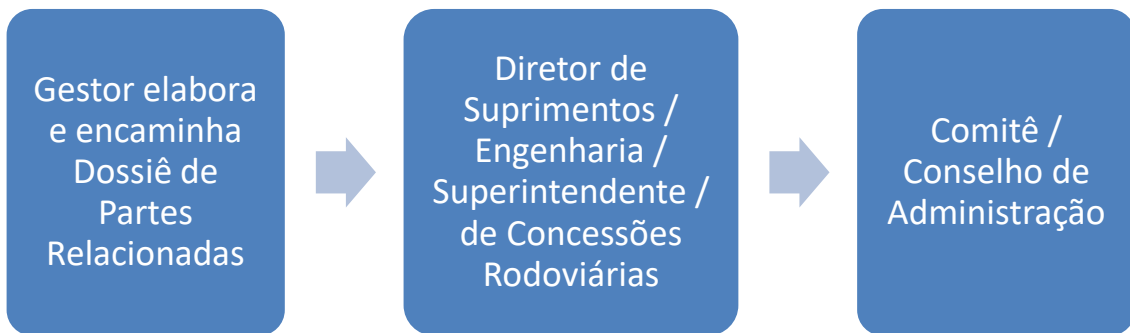 Gestor elabora
e encaminha
Dossiê de
Partes
Relacionadas
Diretor de
Suprimentos /
Engenharia /
Superintendente /
de Concessões
Rodoviárias
Comitê /
Conselho de
Administração